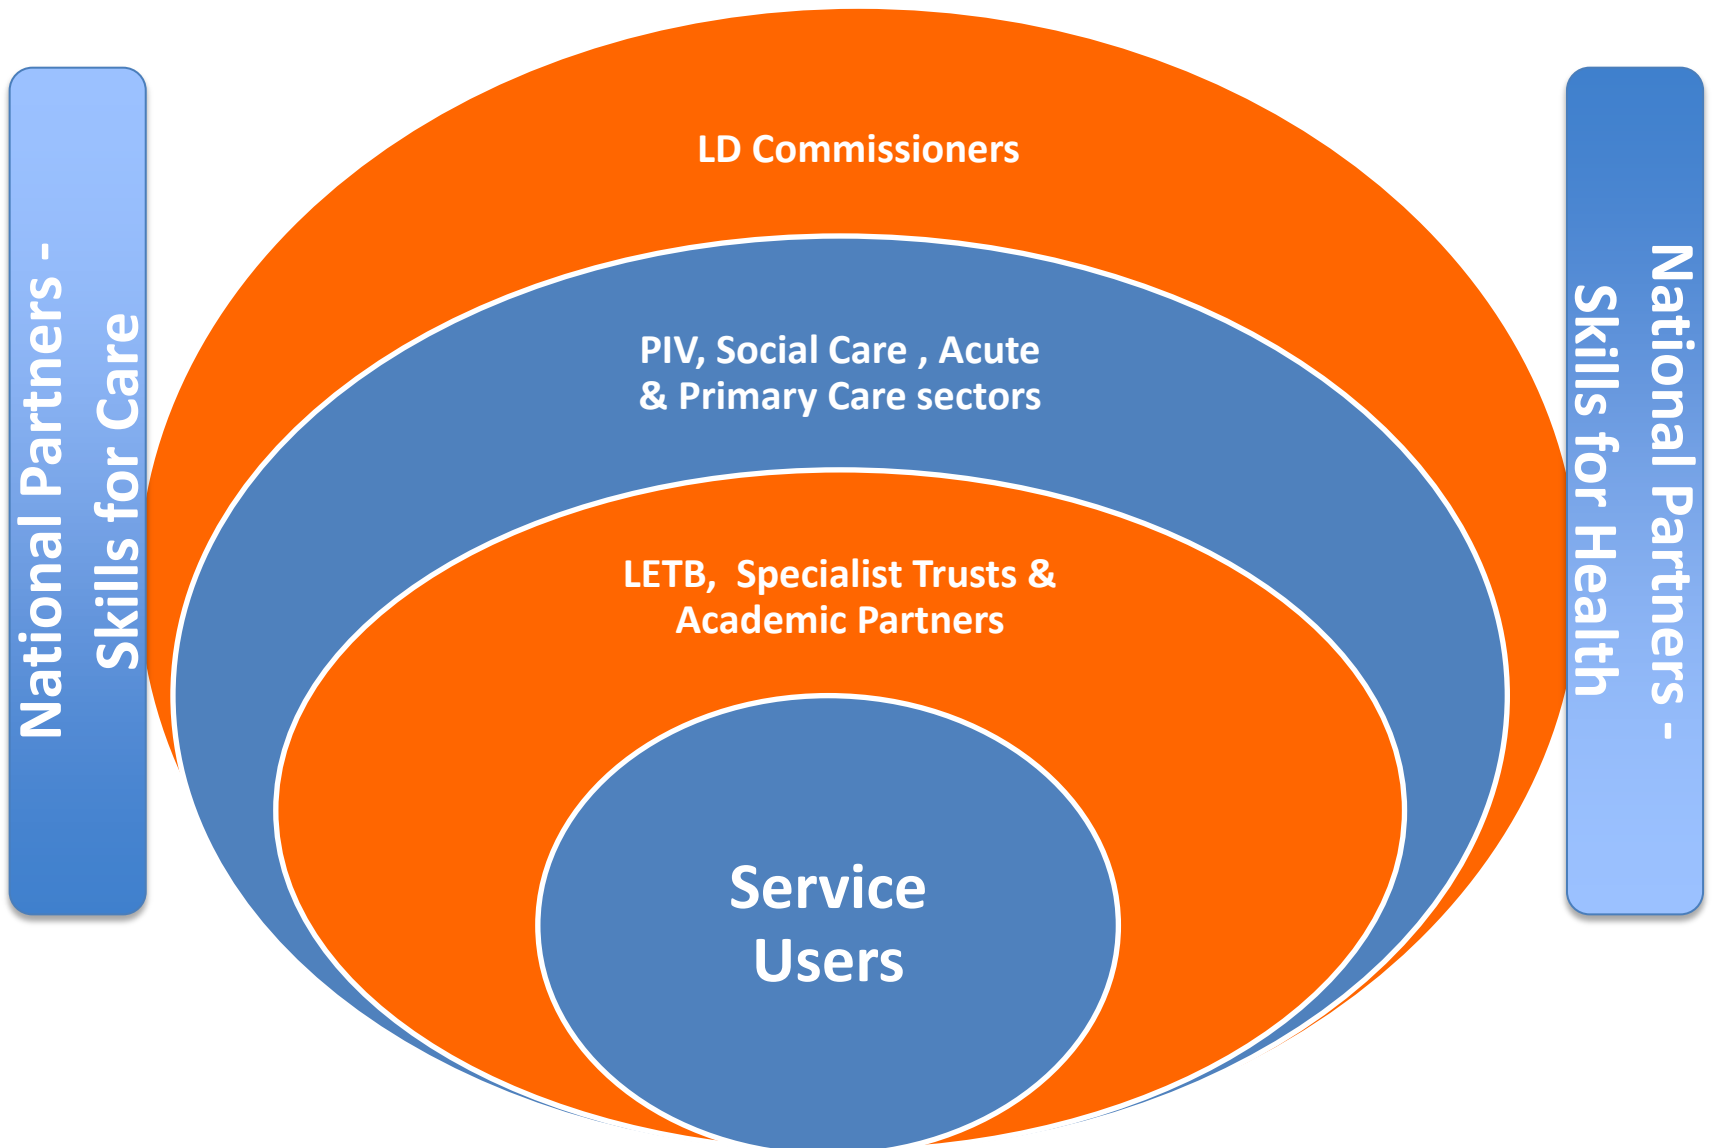 National Partners -
Skills for Care
LD Commissioners
PIV, Social Care , Acute
& Primary Care sectors
LETB,  Specialist Trusts &
Academic Partners
Service
Users
National Partners -
Skills for Health